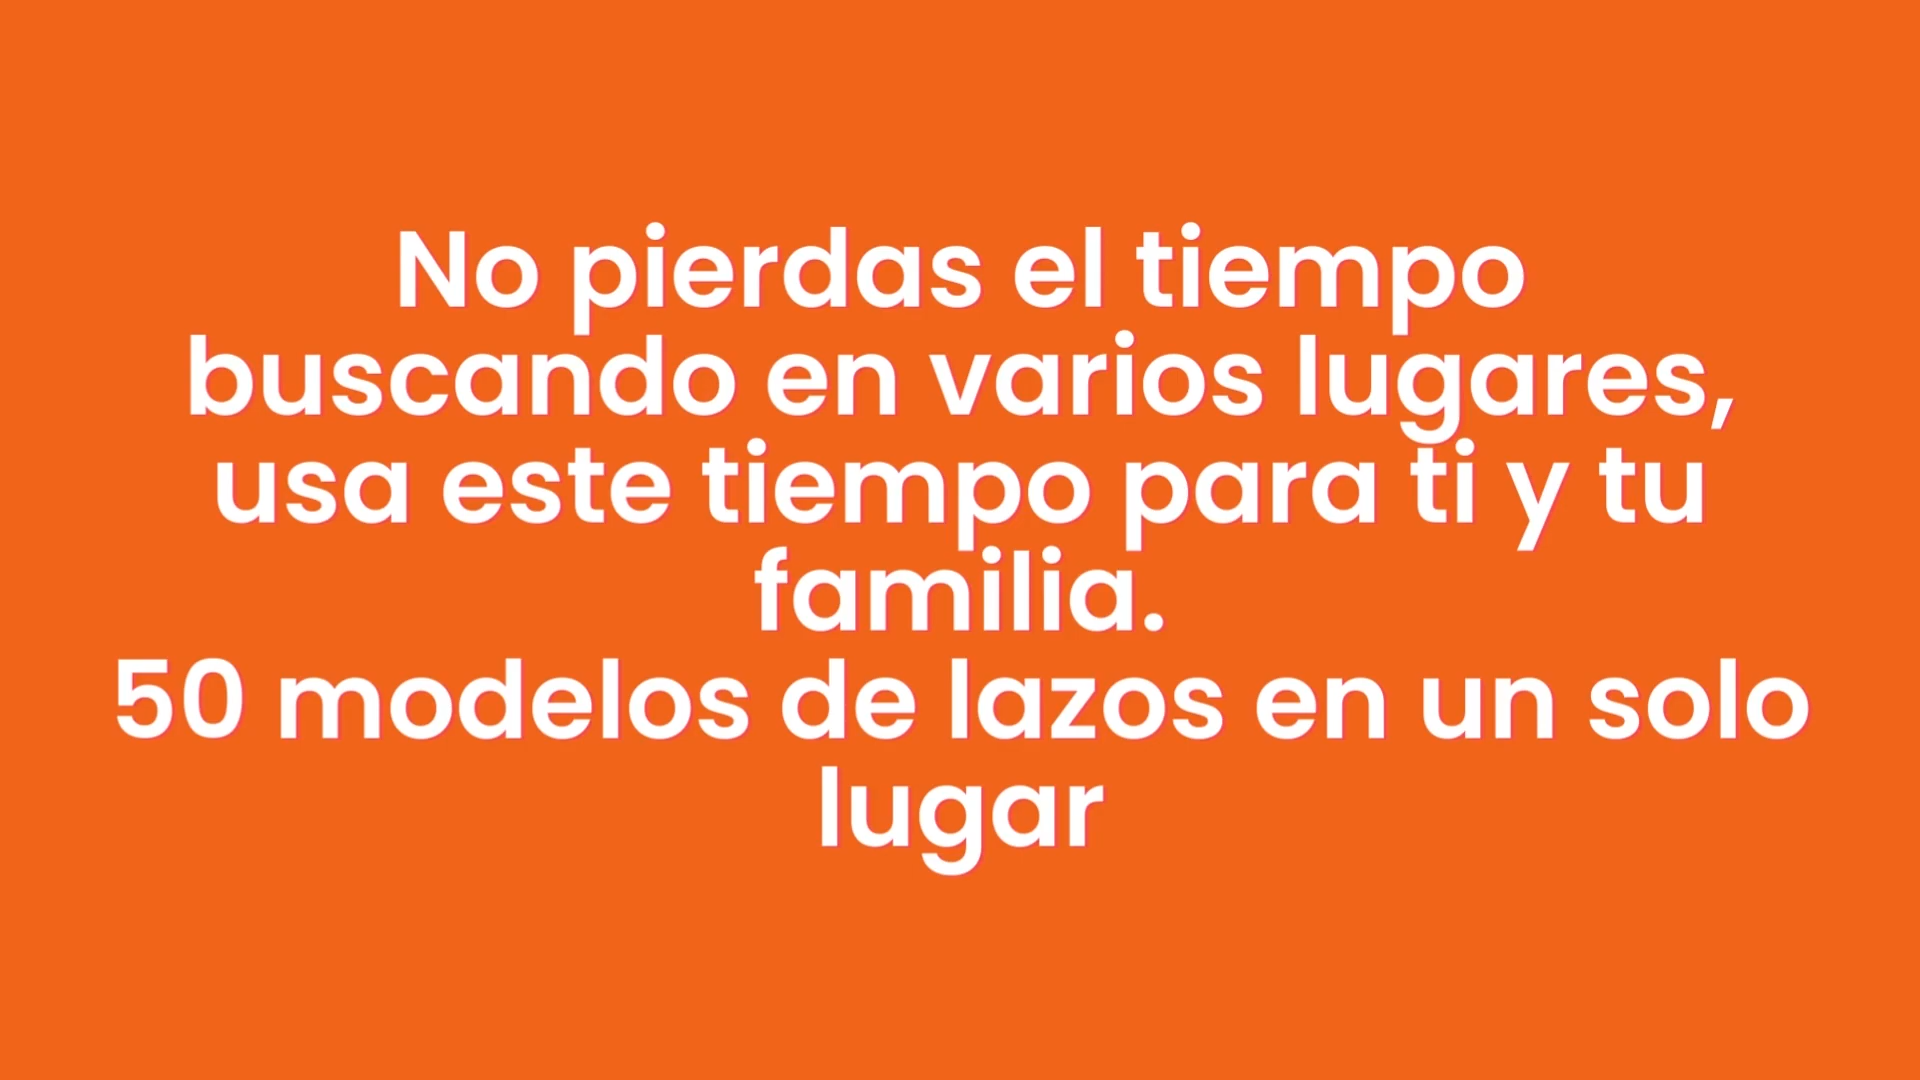 No pierdas el tiempo
buscando en varios lugares,
usa este tiempo para ti y tu
familia.
50 modelos de lazos en un solo
lugar